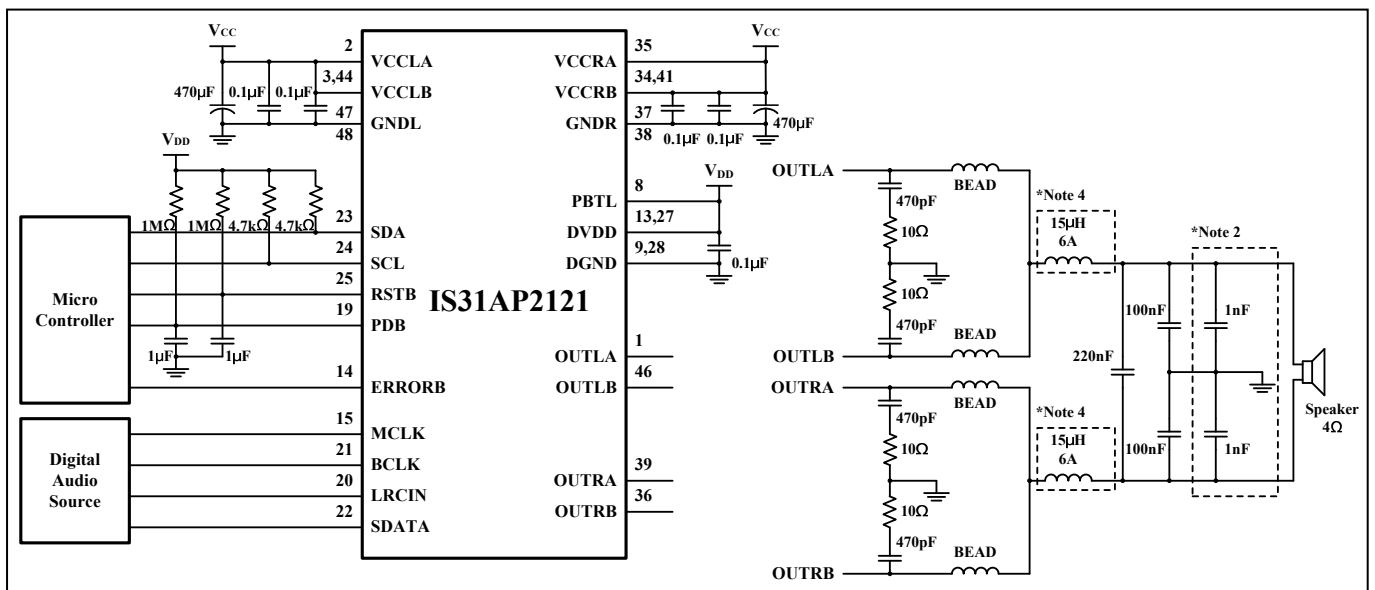 Vcc
2
VCCLA
3,44
VCCLB
470µF
0.1µF
0.1µF
47
GNDL
48
VDD
1MΩ
1MΩ
4.7kΩ
4.7kΩ
23
SDA
24
SCL
25
RSTB
19
PDB
1µF
1µF
14
ERRORB
15
MCLK
21
BCLK
20
LRCIN
22
SDATA
Micro
Controller
Digital
Audio
Source
IS31AP2121
Vcc
35
VCCRA
34,41
VCCRB
37
GNDR
38
0.1µF
0.1µF
470µF
VDD
8
PBTL
13,27
DVDD
9,28
DGND
0.1µF
1
OUTLA
46
OUTLB
39
OUTRA
36
OUTRB
OUTLA
BEAD
470pF
10Ω
10Ω
470pF
OUTLB
BEAD
OUTRA
BEAD
470pF
10Ω
10Ω
470pF
BEAD
OUTRB
*Note 4
15µH
6A
*Note 4
15µH
6A
*Note 2
220nF
100nF
100nF
1nF
1nF
Speaker
4Ω